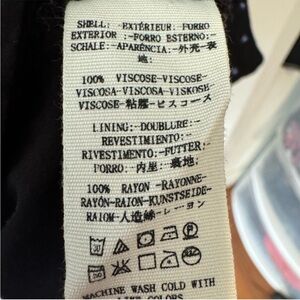 SHELL:-EXTÉRIEUR:-FORRO
EXTERIOR :-FORRO ESTERNO:-
SCHALE:-APARÊNCIA:-外壳-表
地:
100% VISCOSE-VISCOSE-
VISCOSA-VISCOSA-VISKOSE-
VISCOSE-粘膠-ビスコース
LINING:-DOUBLURE:-
REVESTIMIENTO:-
RIVESTIMENTO:-FUTTER:-
FORRO:-内里:-裏地:
100% RAYON-RAYONNE-
RAYÓN-RAION-KUNSTSEIDE-
RAIOM-人造絲-レーヨン
MACHINE WASH COLD WITH
LIKE COLORS